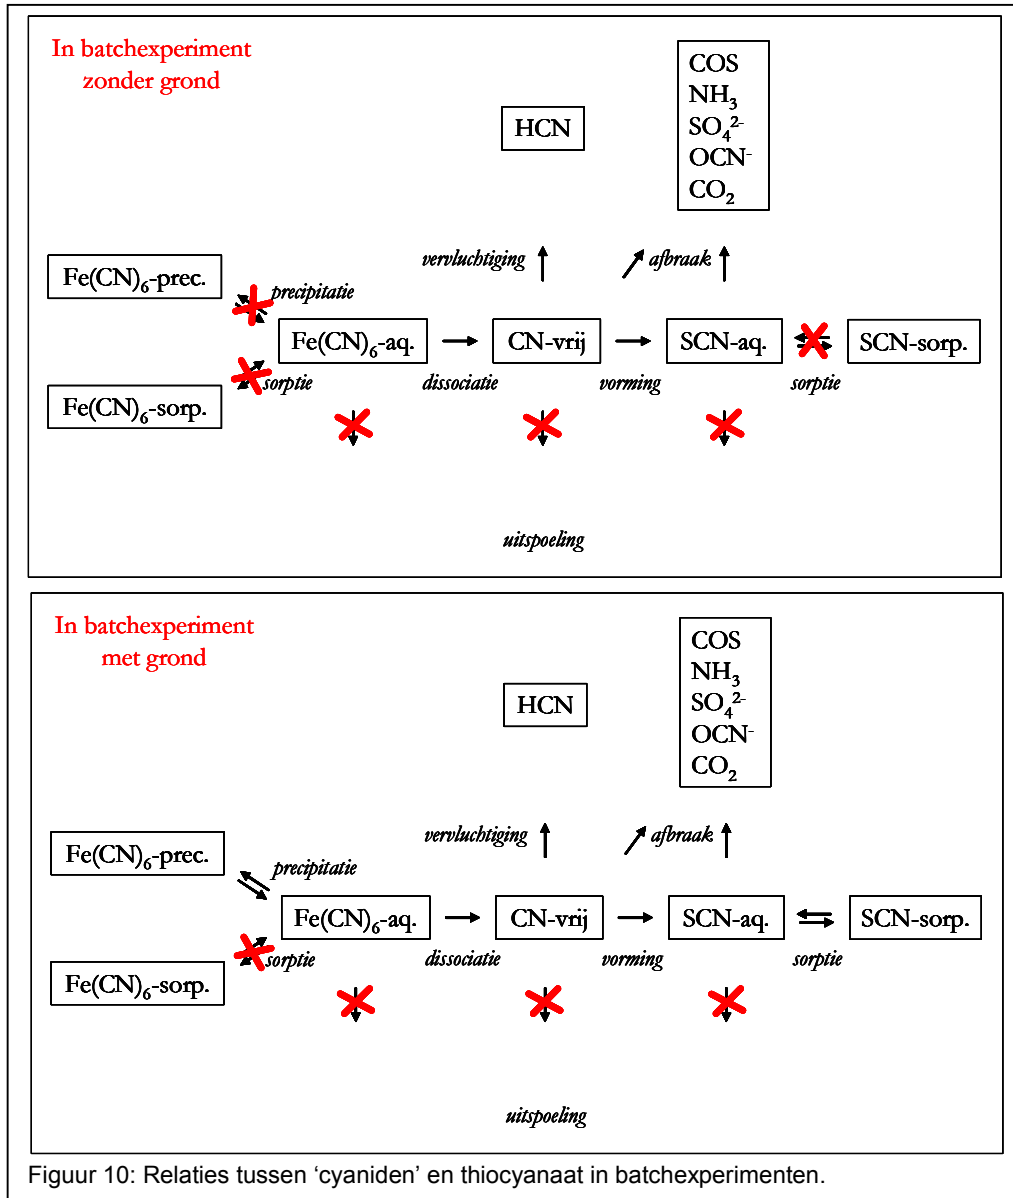 In batchexperiment
zonder grond
COS
NH₃
SO₄²⁻
OCN⁻
CO₂
HCN
vervluchtiging
afbraak
Fe(CN)₆-prec.
precipitatie
Fe(CN)₆-aq.
CN-vrij
SCN-aq.
SCN-sorp.
sorptie
dissociatie
vorming
sorptie
Fe(CN)₆-sorp.
uitspoeling
In batchexperiment
met grond
COS
NH₃
SO₄²⁻
OCN⁻
CO₂
HCN
vervluchtiging
afbraak
Fe(CN)₆-prec.
precipitatie
Fe(CN)₆-aq.
CN-vrij
SCN-aq.
SCN-sorp.
sorptie
dissociatie
vorming
sorptie
Fe(CN)₆-sorp.
uitspoeling
Figuur 10: Relaties tussen ‘cyaniden’ en thiocyanaat in batchexperimenten.